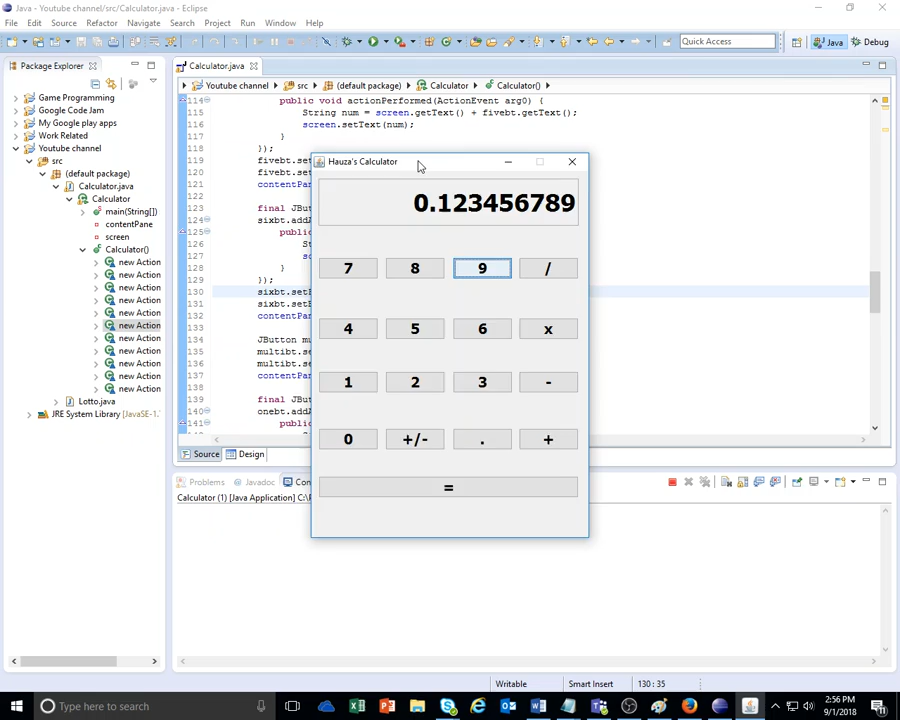 Java - Youtube channel/src/Calculator.java - Eclipse
File Edit Source Refactor Navigate Search Project Run Window Help
Quick Access
Java
Debug
Package Explorer
Game Programming
Google Code Jam
My Google play apps
Work Related
Youtube channel
src
(default package)
Calculator.java
Calculator
main(String[])
contentPane
screen
Calculator()
new Action
new Action
new Action
new Action
new Action
new Action
new Action
new Action
new Action
new Action
new Action
Lotto.java
JRE System Library [JavaSE-1.
Calculator.java
Youtube channel src (default package) Calculator Calculator()
114 public void actionPerformed(ActionEvent arg0) {
115 String num = screen.getText() + fivebt.getText();
116 screen.setText(num);
117 }
118 });
119 fivebt.set
120 fivebt.set
121 contentPan
122
123 final JBut
124 sixbt.addA
125 pub
126 S
127 s
128 }
129 });
130 sixbt.setB
131 sixbt.set
132 contentPan
133
134 JButton mu
135 multibt.se
136 multibt.se
137 contentPan
138
139 final JBut
140 onebt.addA
141 pub
Source Design
Hauza's Calculator
0.123456789
7 8 9 /
4 5 6 x
1 2 3 -
0 +/- . +
=
Problems Javadoc Con
Calculator (1) [Java Application] C:\
Writable Smart Insert 130 : 35
Type here to search
2:56 PM
9/1/2018